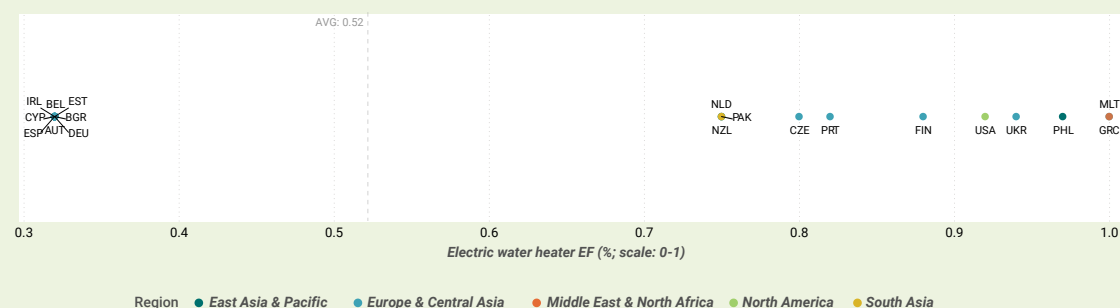 AVG: 0.52
IRL BEL EST
CYP BGR
ESP AUT DEU
NLD
PAK
NZL
CZE PRT FIN USA UKR PHL
MLT
GRC
0.3 0.4 0.5 0.6 0.7 0.8 0.9 1.0
Electric water heater EF (%; scale: 0-1)
Region East Asia & Pacific Europe & Central Asia Middle East & North Africa North America South Asia